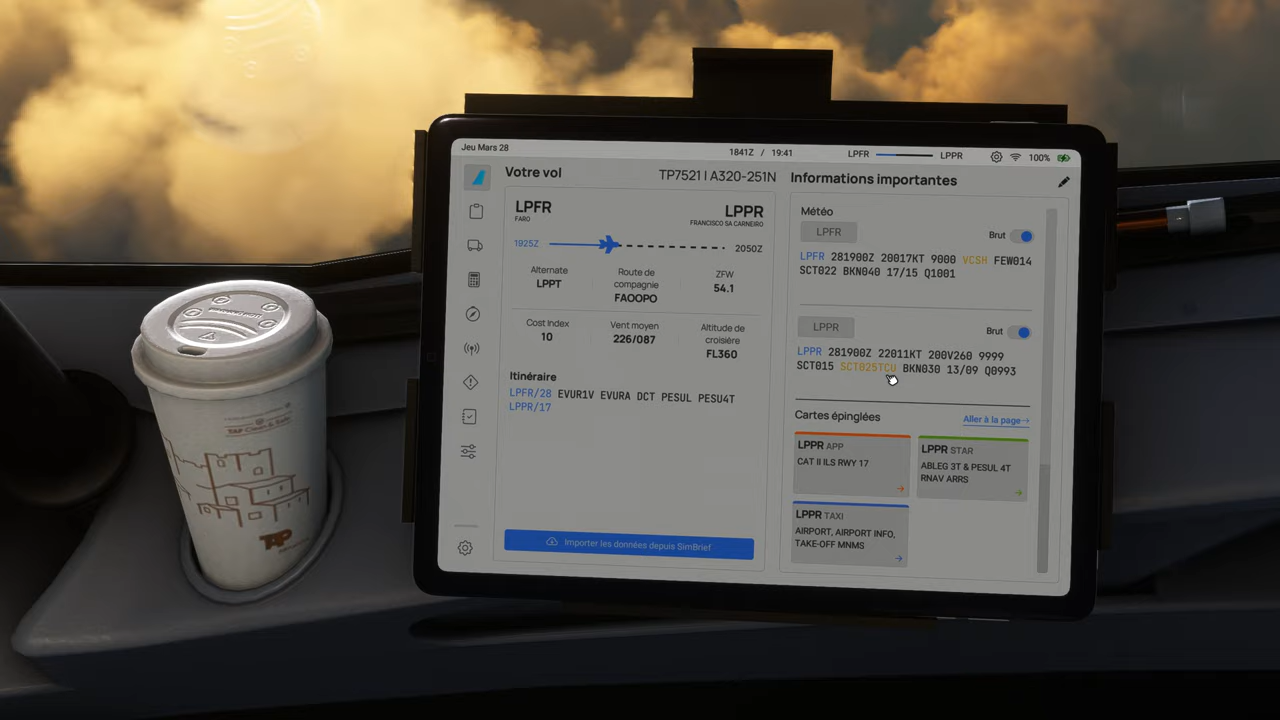 Jeu Mars 28
1841Z / 19:41
LPFR
LPPR
100%
Votre vol
TP7521 | A320-251N
LPFR
FARO
LPPR
FRANCISCO SA CARNEIRO
1925Z
2050Z
Alternate
LPPT
Route de
compagnie
FAOOPO
ZFW
54.1
Cost Index
10
Vent moyen
226/087
Altitude de
croisière
FL360
Itinéraire
LPFR/28 EVUR1V EVURA DCT PESUL PESU4T
LPPR/17
Importer les données depuis SimBrief
Informations importantes
Météo
LPFR
Brut
LPFR 281900Z 20017KT 9000 VCSH FEW014
SCT022 BKN040 17/15 Q1001
LPPR
Brut
LPPR 281900Z 22011KT 200V260 9999
SCT015 SCT025TCU BKN030 13/09 Q0993
Cartes épinglées
Aller à la page
LPPR APP
CAT II ILS RWY 17
LPPR STAR
ABLEG 3T & PESUL 4T
RNAV ARRS
LPPR TAXI
AIRPORT, AIRPORT INFO,
TAKE-OFF MNMS
TAP Clean & Safe
TAP